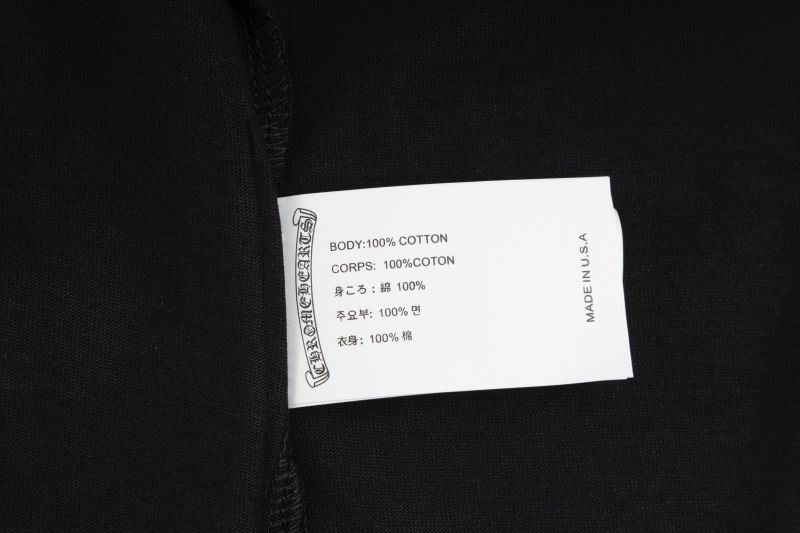 CHROME HEARTS
BODY:100% COTTON
CORPS: 100%COTON
身ころ : 綿 100%
주요부: 100% 면
衣身: 100% 棉
MADE IN U.S.A